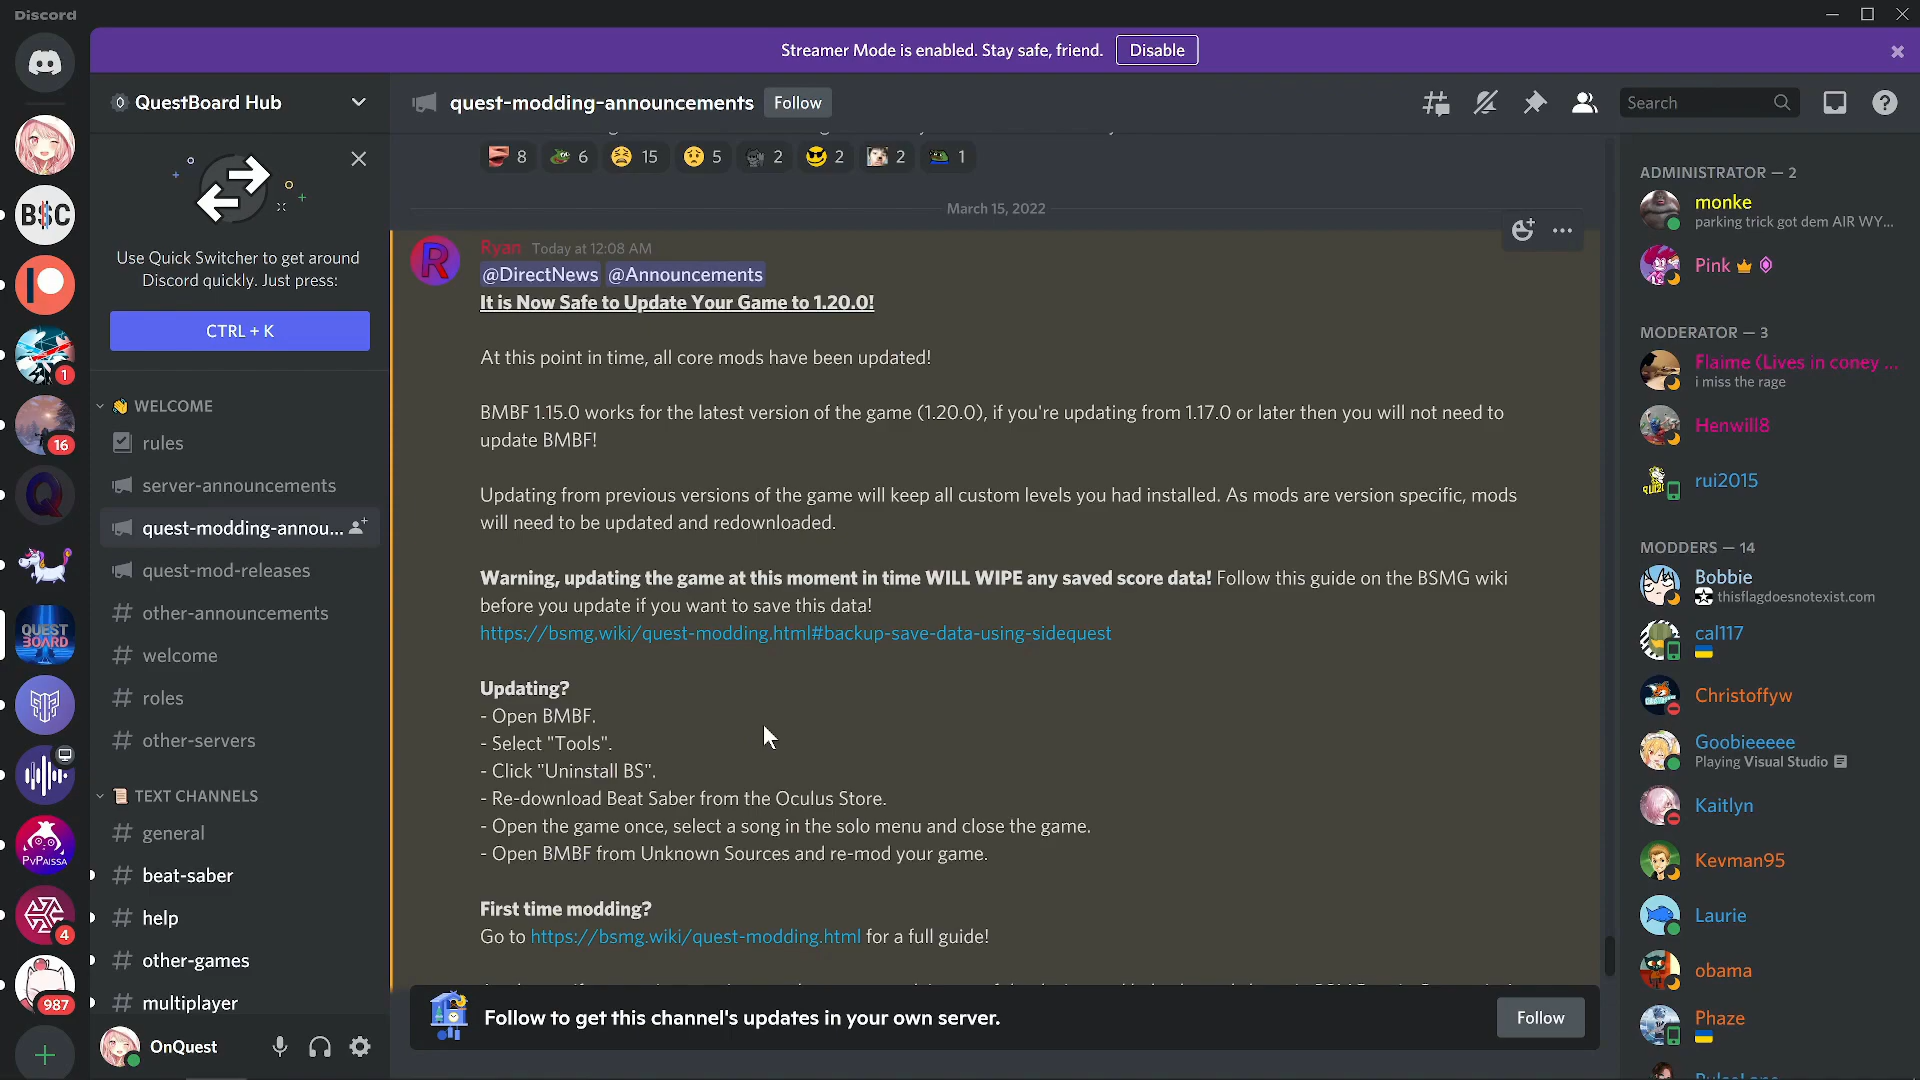 Discord
Streamer Mode is enabled. Stay safe, friend.
Disable
QuestBoard Hub
quest-modding-announcements
Follow
Search
8
6
15
5
2
2
2
1
Use Quick Switcher to get around
Discord quickly. Just press:
CTRL + K
WELCOME
rules
server-announcements
quest-modding-annou...
quest-mod-releases
other-announcements
welcome
roles
other-servers
TEXT CHANNELS
general
beat-saber
help
other-games
multiplayer
OnQuest
BSC
1
16
QUEST
BOARD
PVPAISSA
4
987
March 15, 2022
Ryan Today at 12:08 AM
@DirectNews @Announcements
It is Now Safe to Update Your Game to 1.20.0!
At this point in time, all core mods have been updated!
BMBF 1.15.0 works for the latest version of the game (1.20.0), if you're updating from 1.17.0 or later then you will not need to
update BMBF!
Updating from previous versions of the game will keep all custom levels you had installed. As mods are version specific, mods
will need to be updated and redownloaded.
Warning, updating the game at this moment in time WILL WIPE any saved score data! Follow this guide on the BSMG wiki
before you update if you want to save this data!
https://bsmg.wiki/quest-modding.html#backup-save-data-using-sidequest
Updating?
- Open BMBF.
- Select "Tools".
- Click "Uninstall BS".
- Re-download Beat Saber from the Oculus Store.
- Open the game once, select a song in the solo menu and close the game.
- Open BMBF from Unknown Sources and re-mod your game.
First time modding?
Go to https://bsmg.wiki/quest-modding.html for a full guide!
Follow to get this channel's updates in your own server.
Follow
ADMINISTRATOR — 2
monke
parking trick got dem AIR WY...
Pink
MODERATOR — 3
Flaime (Lives in coney ...
i miss the rage
Henwill8
rui2015
MODDERS — 14
Bobbie
thisflagdoesnotexist.com
cal117
Christoffyw
Goobieeeee
Playing Visual Studio
Kaitlyn
Kevman95
Laurie
obama
Phaze